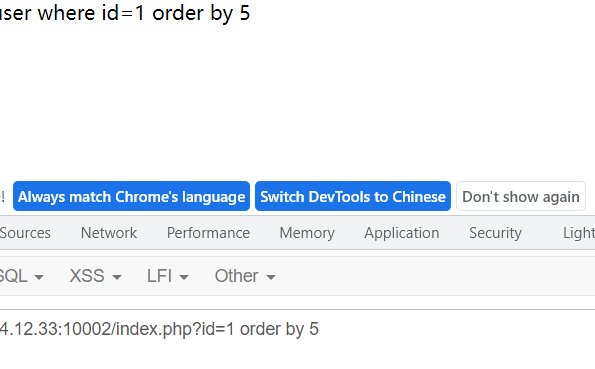 user where id=1 order by 5
! Always match Chrome's language Switch DevTools to Chinese Don't show again
Sources Network Performance Memory Application Security Light
SQL XSS LFI Other
4.12.33:10002/index.php?id=1 order by 5